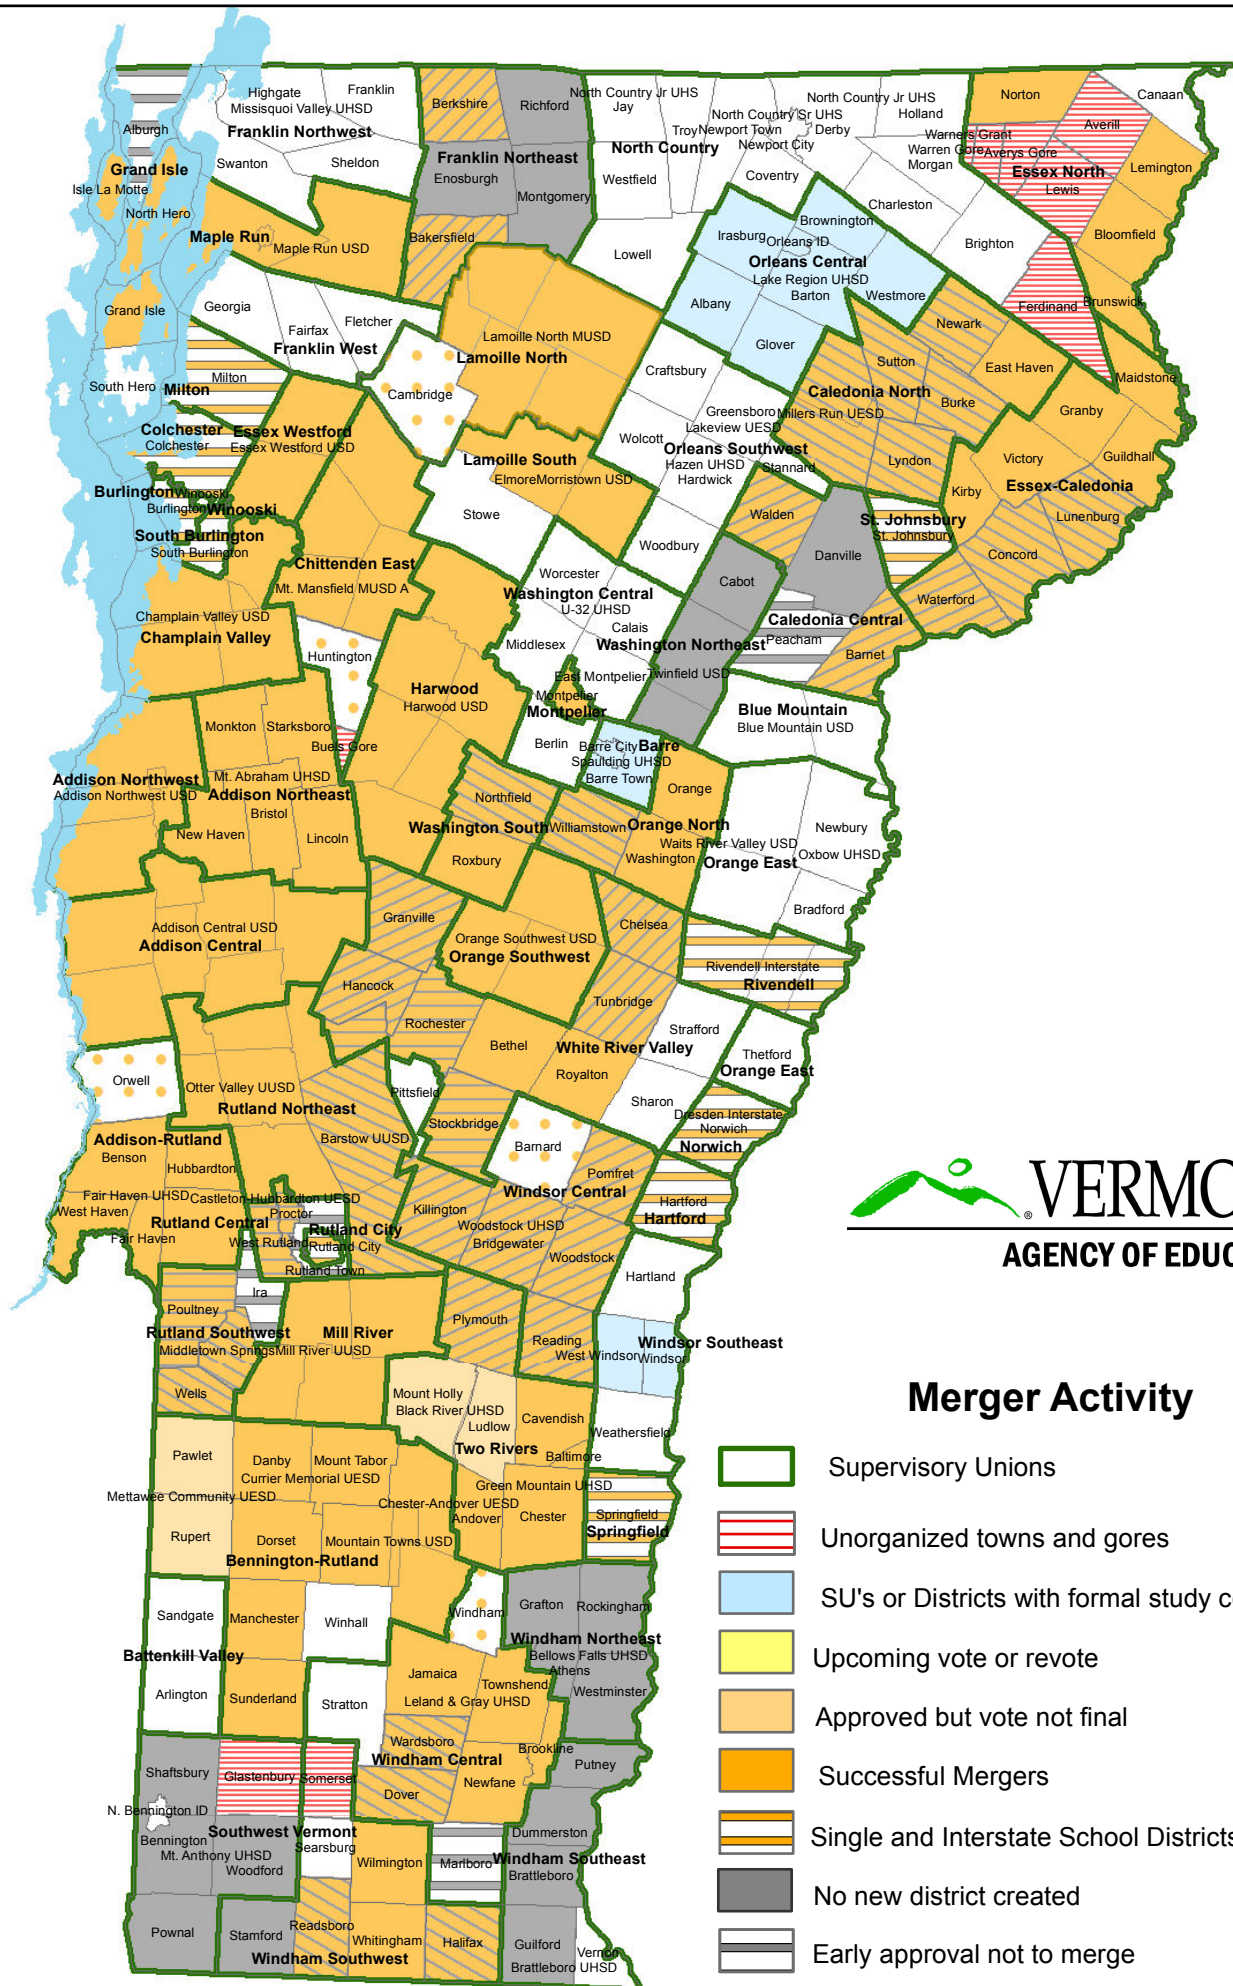 Highgate
Franklin
Missisquoi Valley UHSD
Franklin Northwest
Swanton
Sheldon
Alburgh
Grand Isle
Isle La Motte
North Hero
Grand Isle
South Hero
Berkshire
Richford
Franklin Northeast
Enosburgh
Montgomery
Bakersfield
Maple Run
Maple Run USD
North Country Jr UHS
Jay
North Country Sr UHS
Troy
Newport Town
Newport City
Derby
North Country Jr UHS
Holland
North Country
Westfield
Coventry
Morgan
Charleston
Brighton
Lowell
Norton
Canaan
Averill
Warners Grant
Warren Gore
Averys Gore
Essex North
Lewis
Lemington
Bloomfield
Ferdinand
Brunswick
Maidstone
Irasburg
Brownington
Orleans ID
Orleans Central
Lake Region UHSD
Barton
Westmore
Albany
Glover
Georgia
Fairfax
Fletcher
Franklin West
Milton
Milton
Colchester
Colchester
Essex Westford
Essex Westford USD
Cambridge
Lamoille North MUSD
Lamoille North
Lamoille South
ElmoreMorristown USD
Stowe
Craftsbury
Greensboro
Lakeview UESD
Wolcott
Orleans Southwest
Hazen UHSD
Hardwick
Stannard
Woodbury
Newark
Sutton
East Haven
Caledonia North
Burke
Millers Run UESD
Lyndon
Granby
Guildhall
Victory
Essex-Caledonia
Kirby
Lunenburg
Concord
Waterford
Burlington
Burlington
Winooski
Winooski
South Burlington
South Burlington
Chittenden East
Mt. Mansfield MUSD A
Champlain Valley USD
Champlain Valley
Huntington
Walden
Danville
St. Johnsbury
St. Johnsbury
Caledonia Central
Peacham
Barnet
Cabot
Washington Northeast
Twinfield USD
Worcester
Washington Central
U-32 UHSD
Calais
Middlesex
East Montpelier
Montpelier
Montpelier
Berlin
Barre City
Barre
Spaulding UHSD
Barre Town
Blue Mountain
Blue Mountain USD
Harwood
Harwood USD
Monkton
Starksboro
Buels Gore
Addison Northwest
Addison Northwest USD
Mt. Abraham UHSD
Addison Northeast
Bristol
New Haven
Lincoln
Northfield
Washington South
Roxbury
Orange
Williamstown
Orange North
Waits River Valley USD
Washington
Newbury
Oxbow UHSD
Orange East
Bradford
Addison Central USD
Addison Central
Granville
Hancock
Rochester
Orange Southwest USD
Orange Southwest
Chelsea
Tunbridge
Rivendell Interstate
Rivendell
Bethel
White River Valley
Royalton
Strafford
Sharon
Thetford
Orange East
Orwell
Otter Valley UUSD
Rutland Northeast
Barstow UUSD
Pittsfield
Stockbridge
Barnard
Dresden Interstate
Norwich
Norwich
Addison-Rutland
Benson
Hubbardton
Fair Haven UHSD
Castleton-Hubbardton UESD
West Haven
Fair Haven
Rutland Central
Proctor
West Rutland
Rutland City
Rutland City
Rutland Town
Ira
Pomfret
Windsor Central
Killington
Woodstock UHSD
Bridgewater
Woodstock
Hartford
Hartford
Hartland
Poultney
Rutland Southwest
Middletown Springs
Wells
Mill River
Mill River UUSD
Plymouth
Reading
West Windsor
Windsor
Windsor Southeast
Weathersfield
Mount Holly
Black River UHSD
Ludlow
Cavendish
Two Rivers
Baltimore
Green Mountain UHSD
Chester-Andover UESD
Andover
Chester
Springfield
Springfield
Pawlet
Danby
Mount Tabor
Currier Memorial UESD
Mettawee Community UESD
Rupert
Dorset
Mountain Towns USD
Bennington-Rutland
Sandgate
Manchester
Winhall
Battenkill Valley
Arlington
Sunderland
Stratton
Windham
Grafton
Rockingham
Windham Northeast
Bellows Falls UHSD
Athens
Westminster
Jamaica
Townshend
Leland & Gray UHSD
Wardsboro
Windham Central
Brookline
Newfane
Dover
Putney
Shaftsbury
Glastenbury
Somerset
N. Bennington ID
Bennington
Southwest Vermont
Mt. Anthony UHSD
Woodford
Searsburg
Wilmington
Marlboro
Dummerston
Windham Southeast
Brattleboro
Pownal
Stamford
Readsboro
Whitingham
Windham Southwest
Halifax
Guilford
Vernon
Brattleboro UHSD
® VERMO
AGENCY OF EDUC
Merger Activity
Supervisory Unions
Unorganized towns and gores
SU's or Districts with formal study c
Upcoming vote or revote
Approved but vote not final
Successful Mergers
Single and Interstate School Districts
No new district created
Early approval not to merge